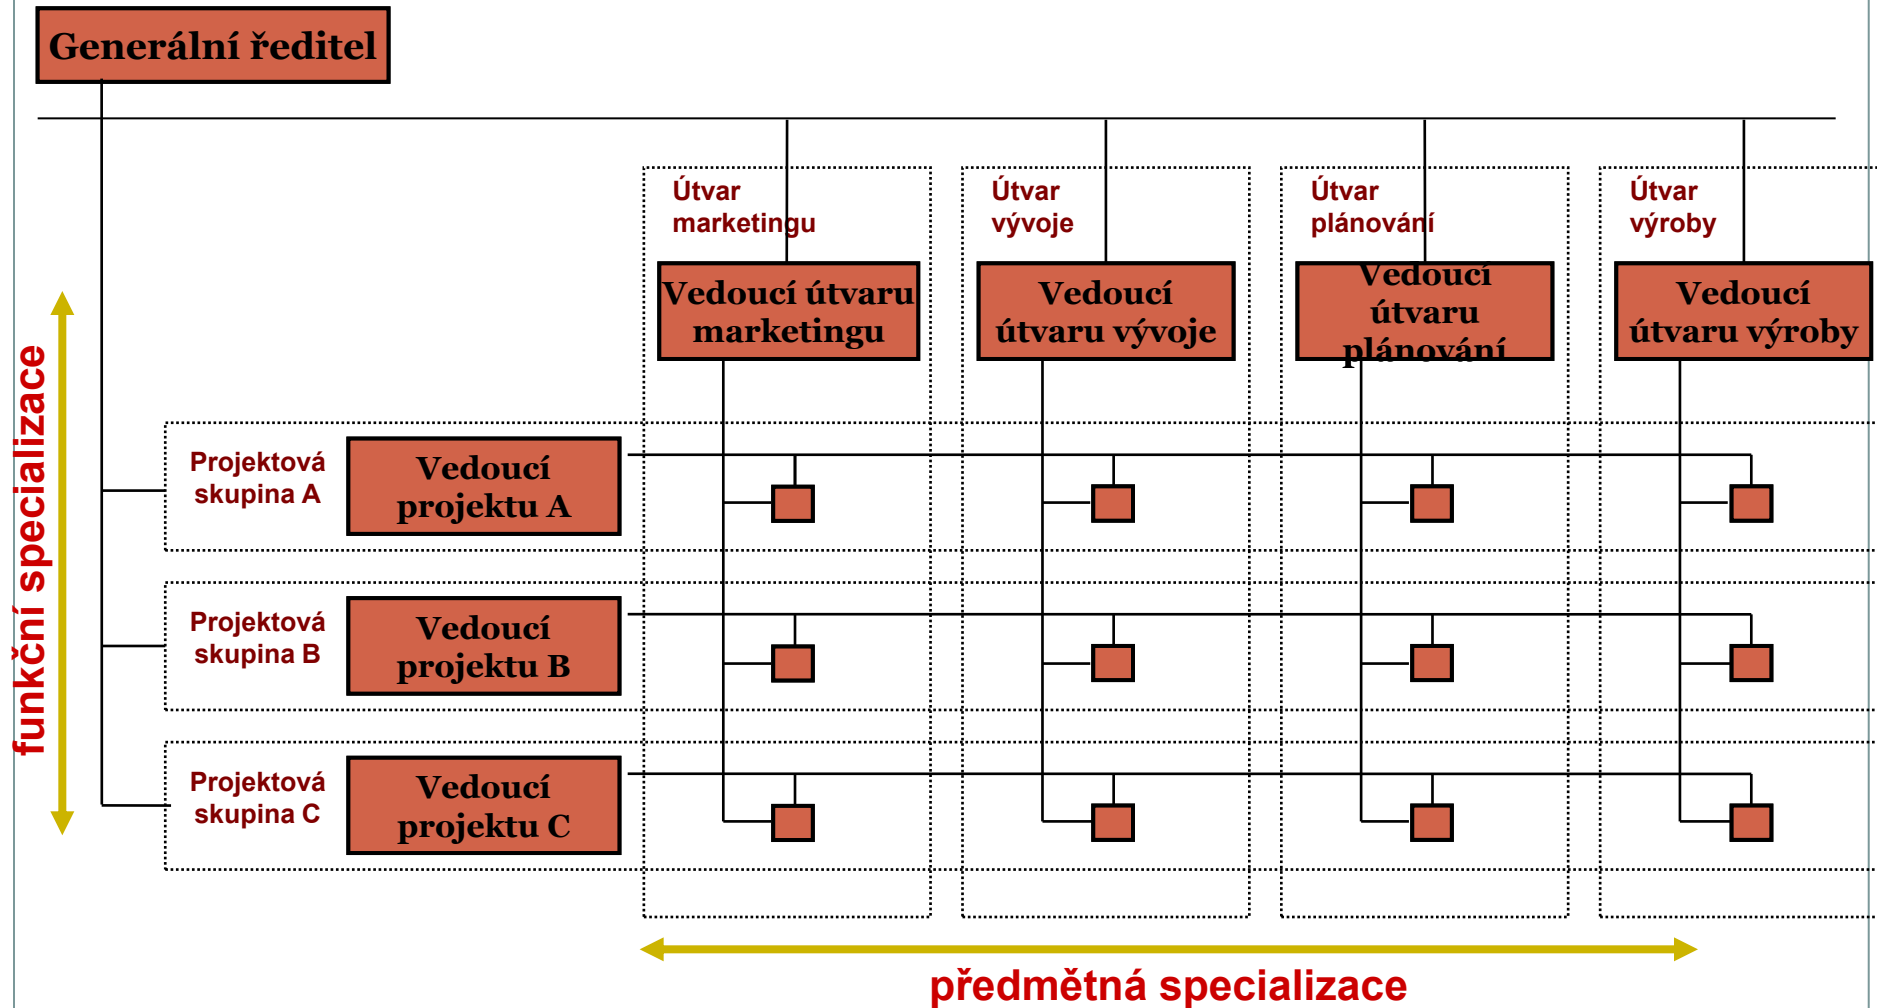 Generální ředitel
Útvar
marketingu
Útvar
vývoje
Útvar
plánování
Útvar
výroby
Vedoucí útvaru
marketingu
Vedoucí
útvaru vývoje
Vedoucí
útvaru
plánování
Vedoucí
útvaru výroby
funkční specializace
Projektová
skupina A
Vedoucí
projektu A
Projektová
skupina B
Vedoucí
projektu B
Projektová
skupina C
Vedoucí
projektu C
předmětná specializace